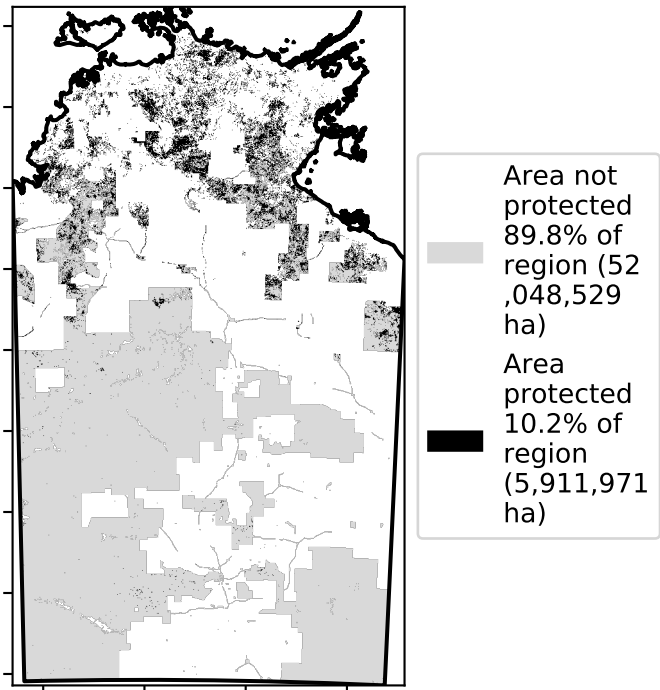 Area not
protected
89.8% of
region (52
,048,529
ha)
Area
protected
10.2% of
region
(5,911,971
ha)